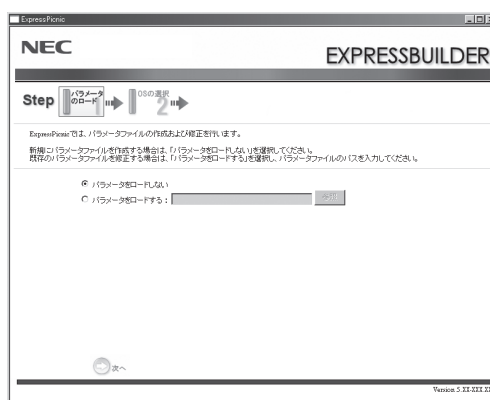 ExpressPicnic
NEC
EXPRESSBUILDER
Step パラメータのロード 1 OSの選択 2
ExpressPicnicでは、パラメータファイルの作成および修正を行います。
新規にパラメータファイルを作成する場合は、「パラメータをロードしない」を選択してください。
既存のパラメータファイルを修正する場合は、「パラメータをロードする」を選択し、パラメータファイルのパスを入力してください。
パラメータをロードしない
パラメータをロードする：
次へ
Version 5.XX-XXX.XX